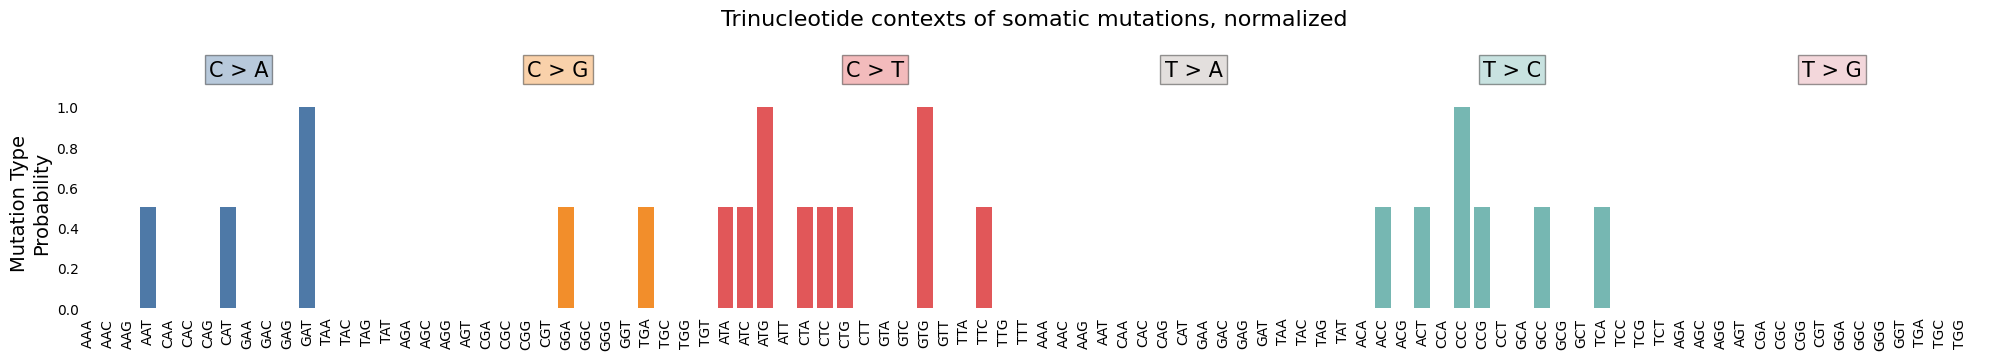 Trinucleotide contexts of somatic mutations, normalized
C > A
C > G
C > T
T > A
T > C
T > G
Mutation Type
Probability
1.0
0.8
0.6
0.4
0.2
0.0
AAA
AAC
AAG
AAT
CAA
CAC
CAG
CAT
GAA
GAC
GAG
GAT
TAA
TAC
TAG
TAT
AGA
AGC
AGG
AGT
CGA
CGC
CGG
CGT
GGA
GGC
GGG
GGT
TGA
TGC
TGG
TGT
ATA
ATC
ATG
ATT
CTA
CTC
CTG
CTT
GTA
GTC
GTG
GTT
TTA
TTC
TTG
TTT
AAA
AAC
AAG
AAT
CAA
CAC
CAG
CAT
GAA
GAC
GAG
GAT
TAA
TAC
TAG
TAT
ACA
ACC
ACG
ACT
CCA
CCC
CCG
CCT
GCA
GCC
GCG
GCT
TCA
TCC
TCG
TCT
AGA
AGC
AGG
AGT
CGA
CGC
CGG
CGT
GGA
GGC
GGG
GGT
TGA
TGC
TGG